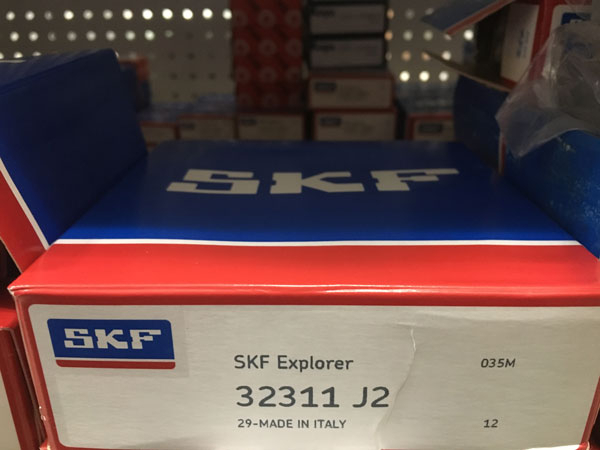 SKF
SKF
SKF Explorer
035M
32311 J2
29-MADE IN ITALY
12